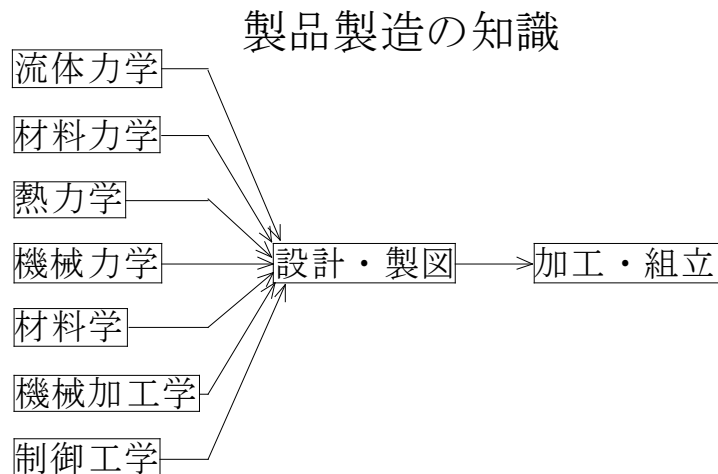 製品製造の知識
流体力学
材料力学
熱力学
機械力学
設計・製図
加工・組立
材料学
機械加工学
制御工学